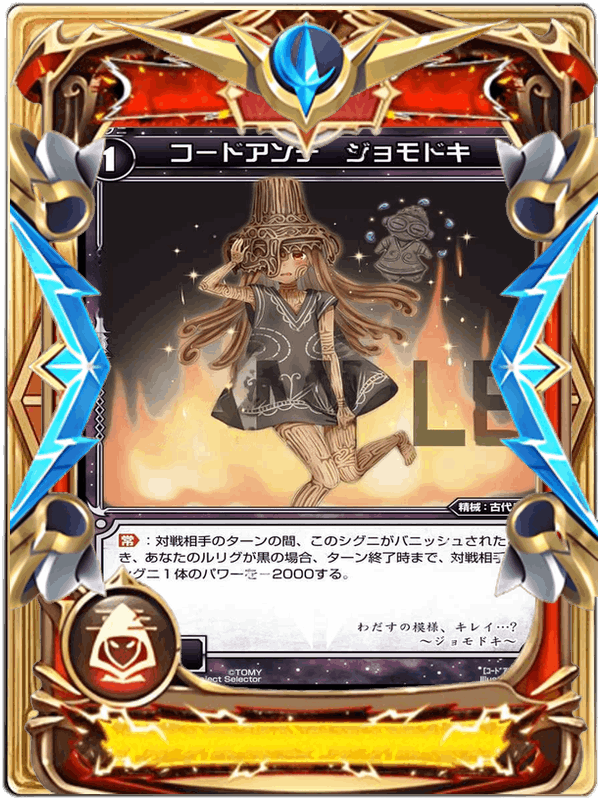 1
コードアンチ ジョモドキ
精械：古代
常：対戦相手のターンの間、このシグニがバニッシュされた
き、あなたのルリグが黒の場合、ターン終了時まで、対戦相手
グニ１体のパワーを－2000する。
わだすの模様、キレイ…？
～ジョモドキ～
©TOMY
lect Selector